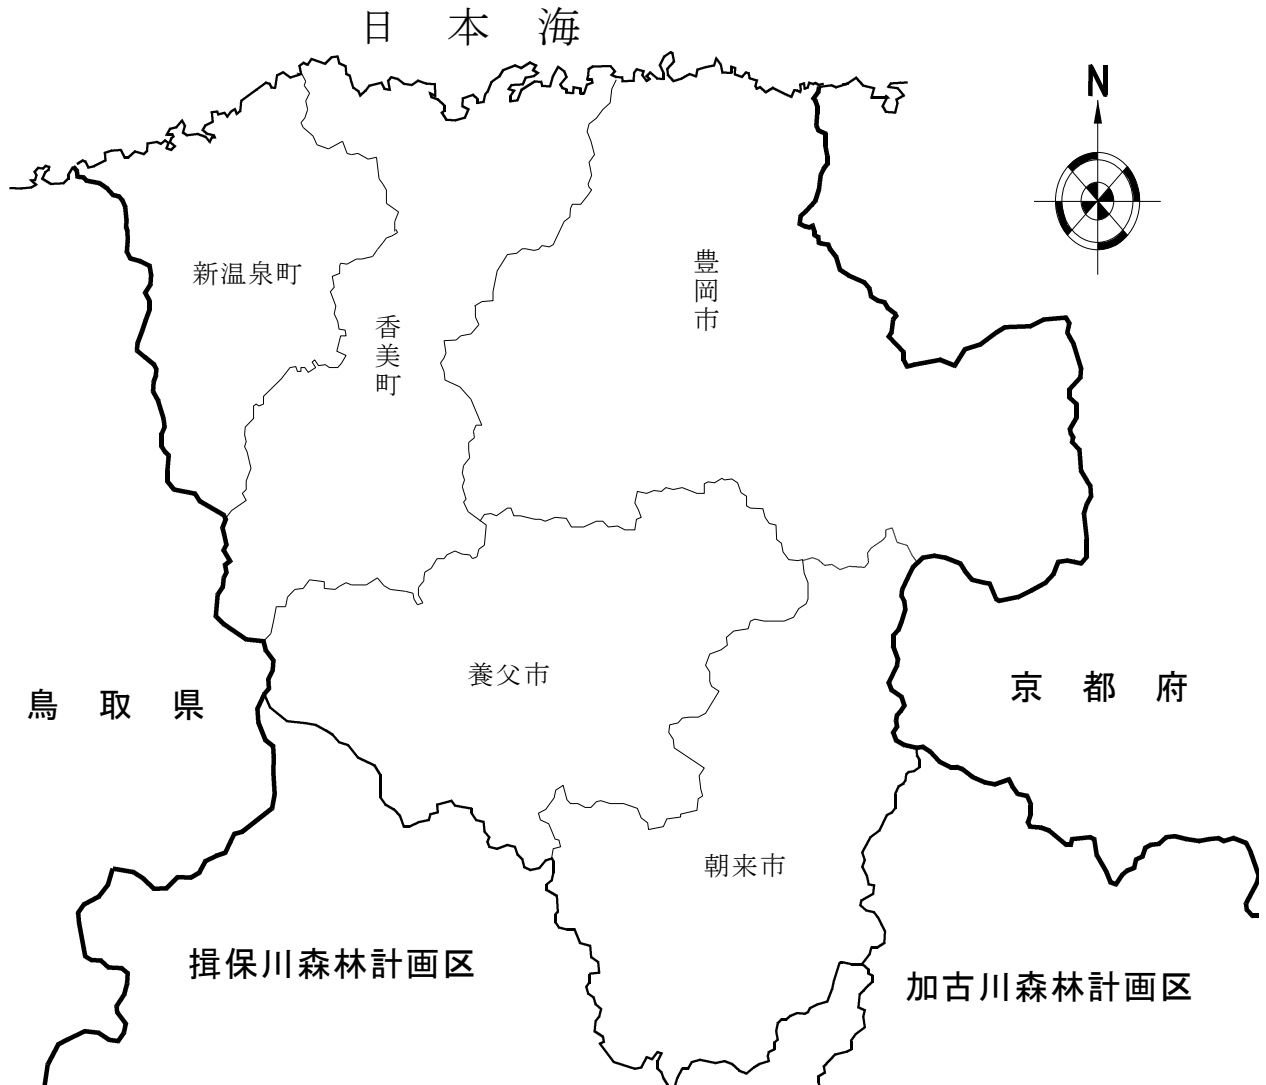 日本海
N
新温泉町
豊岡市
香美町
養父市
鳥取県
京都府
朝来市
揖保川森林計画区
加古川森林計画区